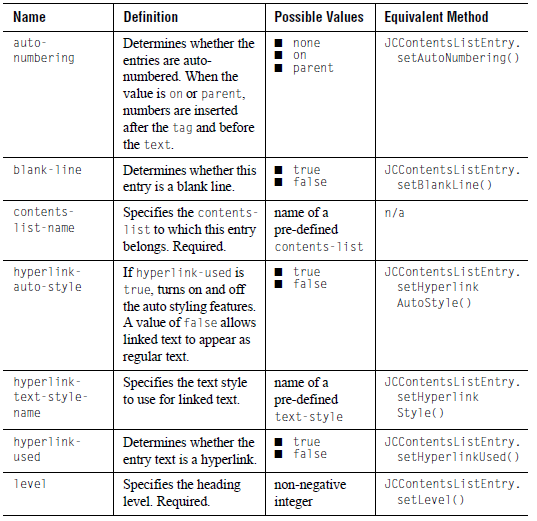 Name Definition Possible Values Equivalent Method
auto-
numbering
Determines whether the
entries are auto-
numbered. When the
value is on or parent,
numbers are inserted
after the tag and before
the text.
■ none
■ on
■ parent
JCContentsListEntry.
setAutoNumbering()
blank-line
Determines whether this
entry is a blank line.
■ true
■ false
JCContentsListEntry.
setBlankLine()
contents-
list-name
Specifies the contents-
list to which this entry
belongs. Required.
name of a
pre-defined
contents-list
n/a
hyperlink-
auto-style
If hyperlink-used is
true, turns on and off
the auto styling features.
A value of false allows
linked text to appear as
regular text.
■ true
■ false
JCContentsListEntry.
setHyperlink
AutoStyle()
hyperlink-
text-style-
name
Specifies the text style
to use for linked text.
name of a
pre-defined
text-style
JCContentsListEntry.
setHyperlink
Style()
hyperlink-
used
Determines whether the
entry text is a hyperlink.
■ true
■ false
JCContentsListEntry.
setHyperlinkUsed()
level
Specifies the heading
level. Required.
non-negative
integer
JCContentsListEntry.
setLevel()